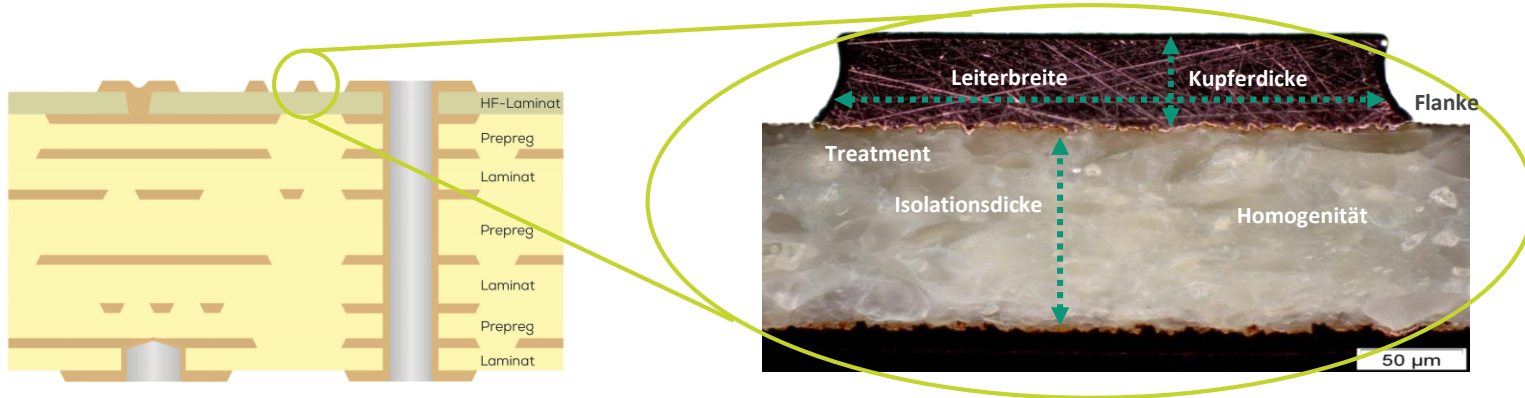 HF-Laminat
Prepreg
Laminat
Prepreg
Laminat
Prepreg
Laminat
Leiterbreite
Kupferdicke
Flanke
Treatment
Isolationsdicke
Homogenität
50 µm